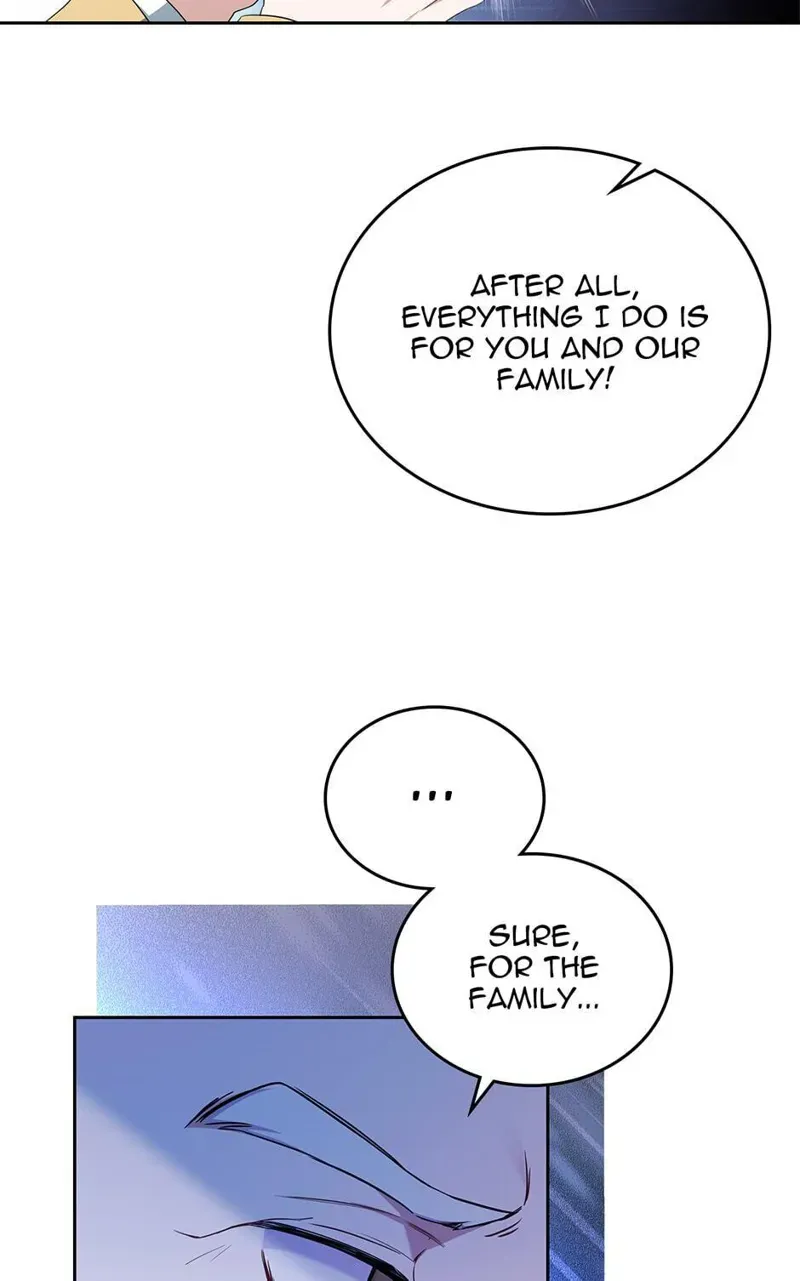 AFTER ALL,
EVERYTHING I DO IS
FOR YOU AND OUR
FAMILY!
...
SURE,
FOR THE
FAMILY...